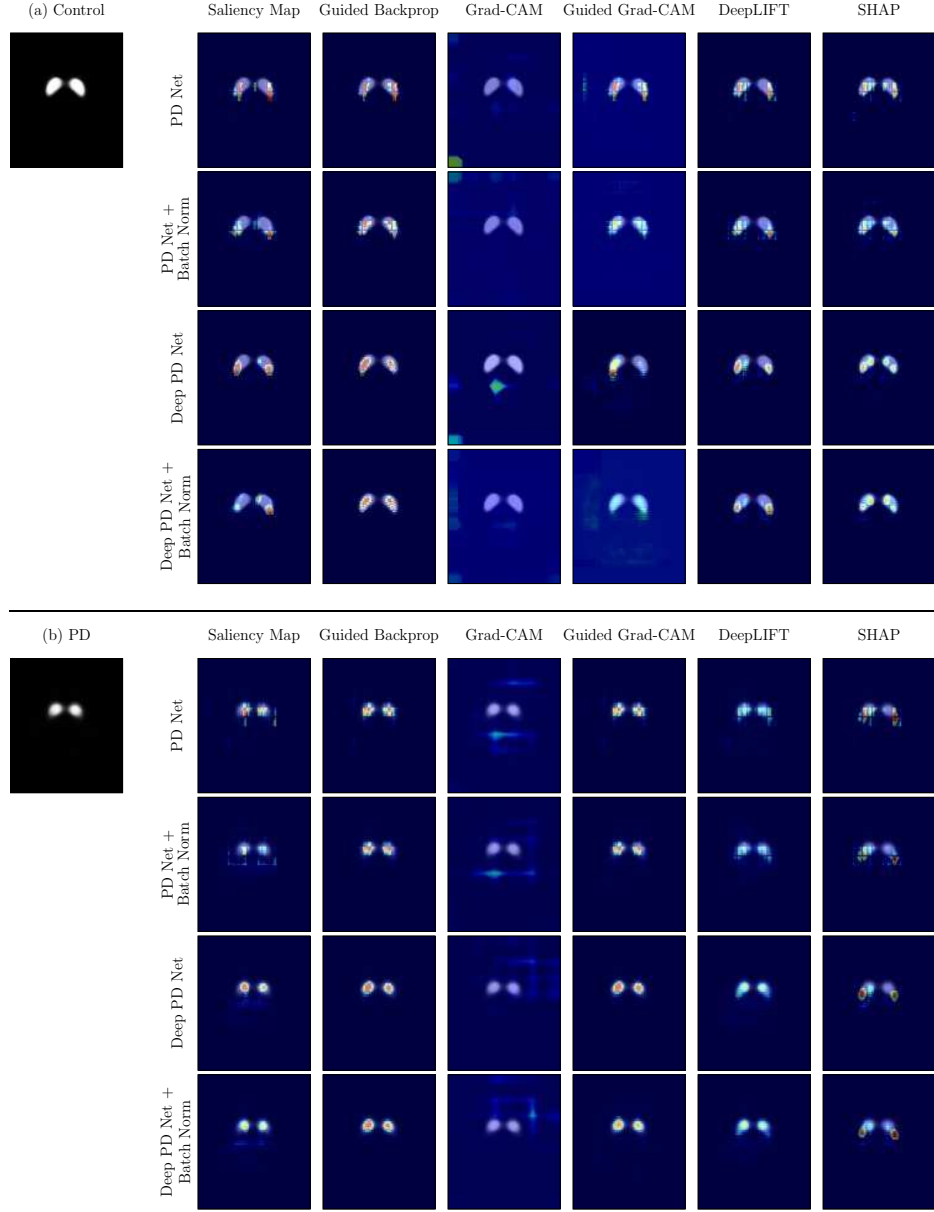 (a) Control
Saliency Map
Guided Backprop
Grad-CAM
Guided Grad-CAM
DeepLIFT
SHAP
PD Net
PD Net +
Batch Norm
Deep PD Net
Deep PD Net +
Batch Norm
(b) PD
Saliency Map
Guided Backprop
Grad-CAM
Guided Grad-CAM
DeepLIFT
SHAP
PD Net
PD Net +
Batch Norm
Deep PD Net
Deep PD Net +
Batch Norm